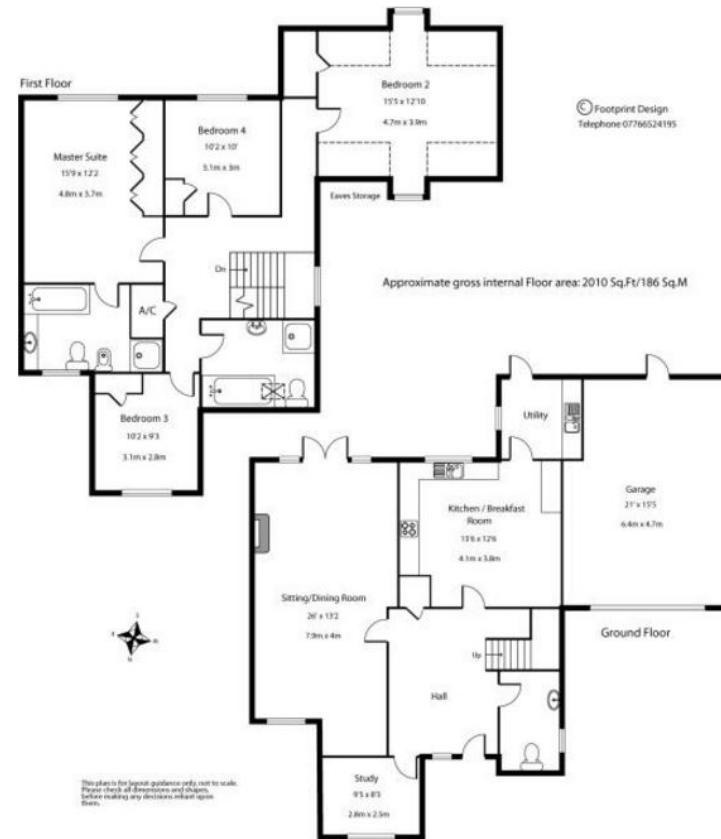 First Floor
Bedroom 2
15'5 x 12'10
4.7m x 3.9m
© Footprint Design
Telephone 07766524195
Bedroom 4
10'2 x 10'
3.1m x 3m
Master Suite
15'9 x 12'2
4.8m x 3.7m
Eaves Storage
Dn
Approximate gross internal Floor area: 2010 Sq.Ft/186 Sq.M
A/C
Bedroom 3
10'2 x 9'3
3.1m x 2.8m
Utility
Garage
21' x 15'5
6.4m x 4.7m
Kitchen / Breakfast
Room
13'6 x 12'6
4.1m x 3.8m
Sitting/Dining Room
26' x 13'2
7.9m x 4m
Ground Floor
Up
Hall
Study
9'5 x 8'5
2.8m x 2.5m
This plan is for layout guidance only, not to scale.
Please check all dimensions and shapes,
before making any decisions reliant upon
them.